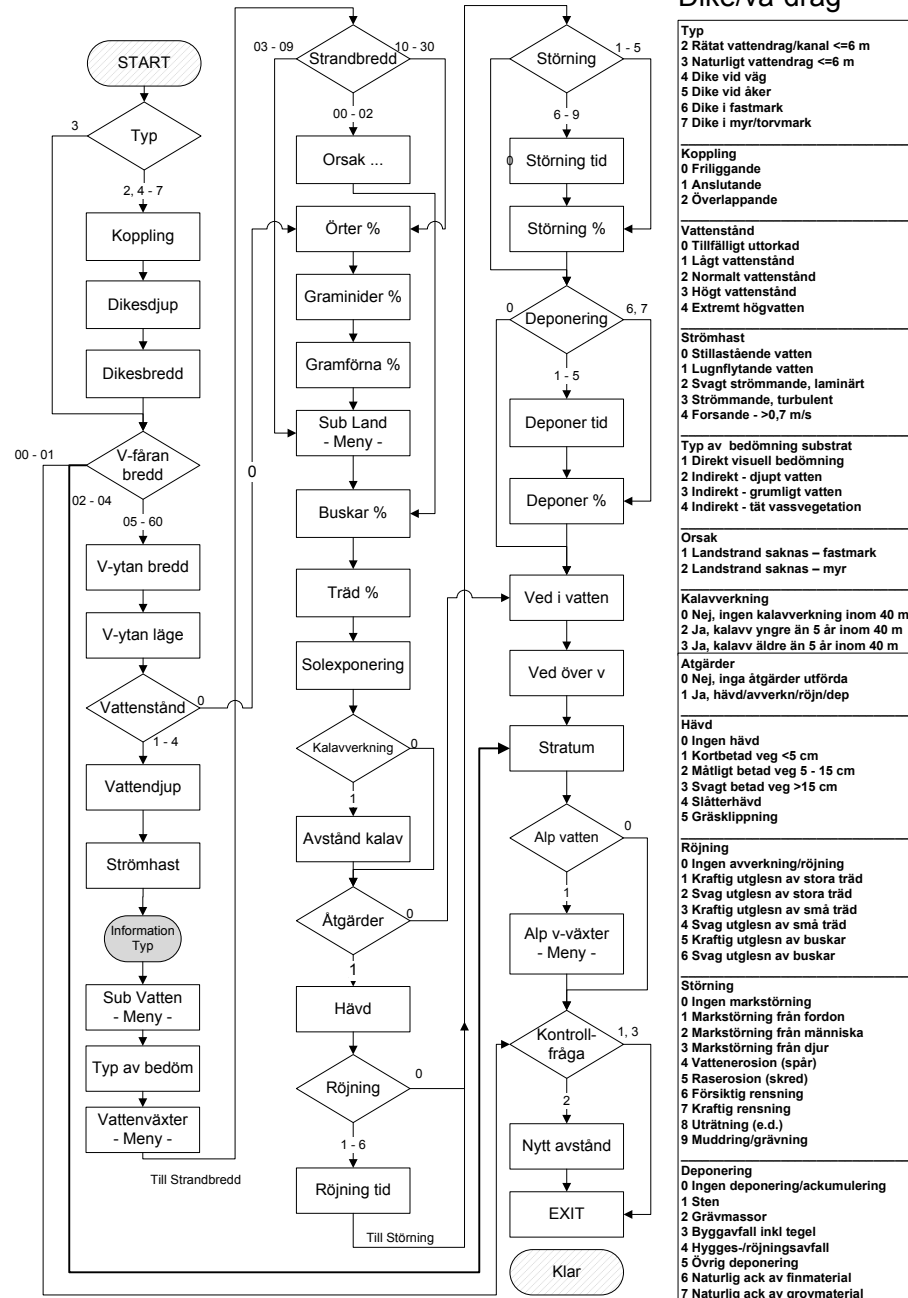 Dike/va-drag
START
Typ
3
2, 4 - 7
Koppling
Dikesdjup
Dikesbredd
V-fåran
bredd
00 - 01
02 - 04
05 - 60
V-ytan bredd
V-ytan läge
Vattenstånd
0
1 - 4
Vattendjup
Strömhast
Information
Typ
Sub Vatten
- Meny -
Typ av bedöm
Vattenväxter
- Meny -
Till Strandbredd
0
03 - 09
Strandbredd
10 - 30
00 - 02
Orsak ...
Örter %
Graminider %
Gramförna %
Sub Land
- Meny -
Buskar %
Träd %
Solexponering
Kalavverkning
0
1
Avstånd kalav
Åtgärder
0
1
Hävd
Röjning
0
1 - 6
Röjning tid
Till Störning
Störning
1 - 5
6 - 9
0
Störning tid
Störning %
Deponering
0
6, 7
1 - 5
Deponer tid
Deponer %
Ved i vatten
Ved över v
Stratum
Alp vatten
0
1
Alp v-växter
- Meny -
Kontroll-
fråga
1, 3
2
Nytt avstånd
EXIT
Klar
Typ
2 Rätat vattendrag/kanal <=6 m
3 Naturligt vattendrag <=6 m
4 Dike vid väg
5 Dike vid åker
6 Dike i fastmark
7 Dike i myr/torvmark
Koppling
0 Friliggande
1 Anslutande
2 Överlappande
Vattenstånd
0 Tillfälligt uttorkad
1 Lågt vattenstånd
2 Normalt vattenstånd
3 Högt vattenstånd
4 Extremt högvatten
Strömhast
0 Stillastående vatten
1 Lugnflytande vatten
2 Svagt strömmande, laminärt
3 Strömmande, turbulent
4 Forsande - >0,7 m/s
Typ av bedömning substrat
1 Direkt visuell bedömning
2 Indirekt - djupt vatten
3 Indirekt - grumligt vatten
4 Indirekt - tät vassvegetation
Orsak
1 Landstrand saknas – fastmark
2 Landstrand saknas – myr
Kalavverkning
0 Nej, ingen kalavverkning inom 40 m
2 Ja, kalavv yngre än 5 år inom 40 m
3 Ja, kalavv äldre än 5 år inom 40 m
Atgärder
0 Nej, inga åtgärder utförda
1 Ja, hävd/avverkn/röjn/dep
Hävd
0 Ingen hävd
1 Kortbetad veg <5 cm
2 Måtligt betad veg 5 - 15 cm
3 Svagt betad veg >15 cm
4 Slåtterhävd
5 Gräsklippning
Röjning
0 Ingen avverkning/röjning
1 Kraftig utglesn av stora träd
2 Svag utglesn av stora träd
3 Kraftig utglesn av små träd
4 Svag utglesn av små träd
5 Kraftig utglesn av buskar
6 Svag utglesn av buskar
Störning
0 Ingen markstörning
1 Markstörning från fordon
2 Markstörning från människa
3 Markstörning från djur
4 Vattenerosion (spår)
5 Raserosion (skred)
6 Försiktig rensning
7 Kraftig rensning
8 Uträtning (e.d.)
9 Muddring/grävning
Deponering
0 Ingen deponering/ackumulering
1 Sten
2 Grävmassor
3 Byggavfall inkl tegel
4 Hygges-/röjningsavfall
5 Övrig deponering
6 Naturlig ack av finmaterial
7 Naturlig ack av grovmaterial